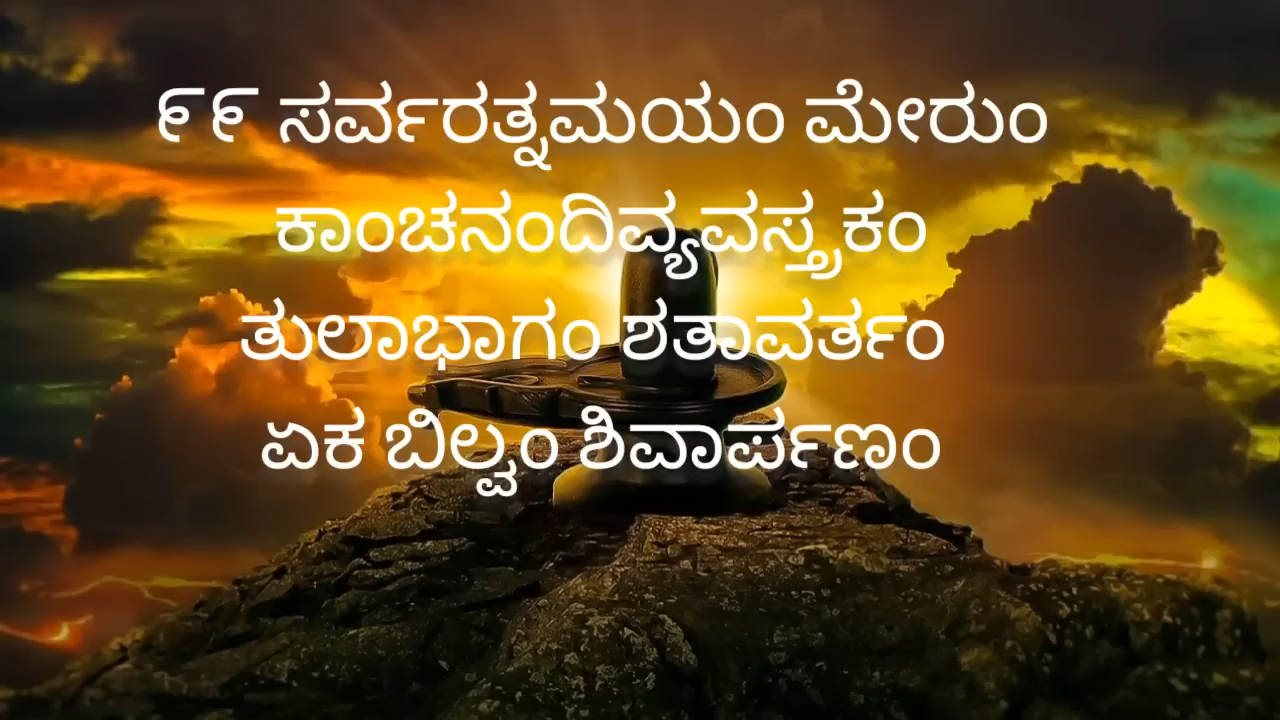 ೯೯ ಸರ್ವರತ್ನಮಯಂ ಮೇರುಂ
ಕಾಂಚನಂದಿವ್ಯವಸ್ತ್ರಕಂ
ತುಲಾಭಾಗಂ ಶತಾವರ್ತಂ
ಏಕ ಬಿಲ್ವಂ ಶಿವಾರ್ಪಣಂ